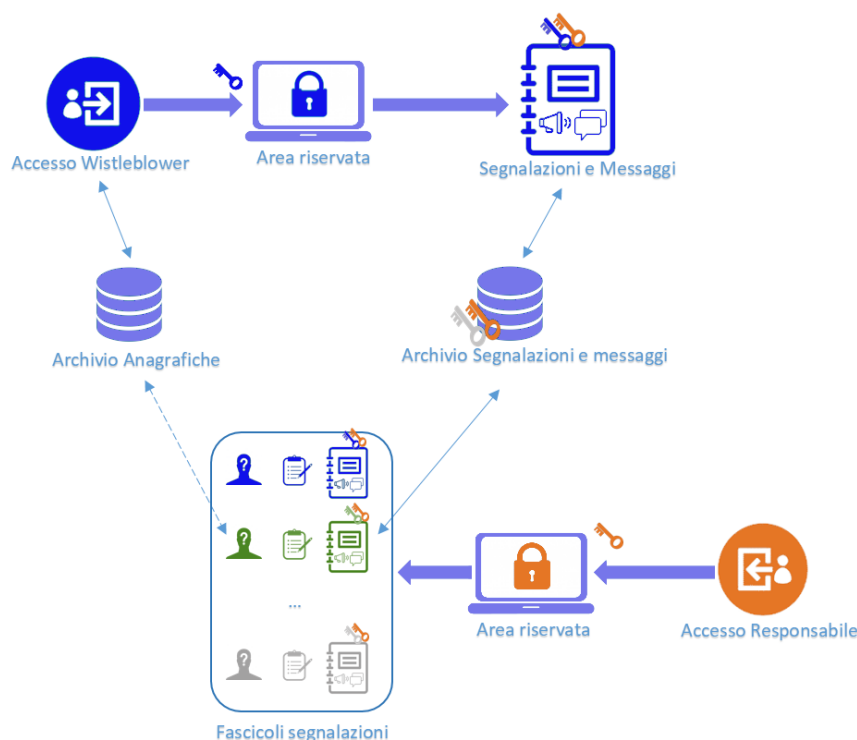 Accesso Wistleblower
Area riservata
Segnalazioni e Messaggi
Archivio Anagrafiche
Archivio Segnalazioni e messaggi
?
?
...
?
Area riservata
Accesso Responsabile
Fascicoli segnalazioni